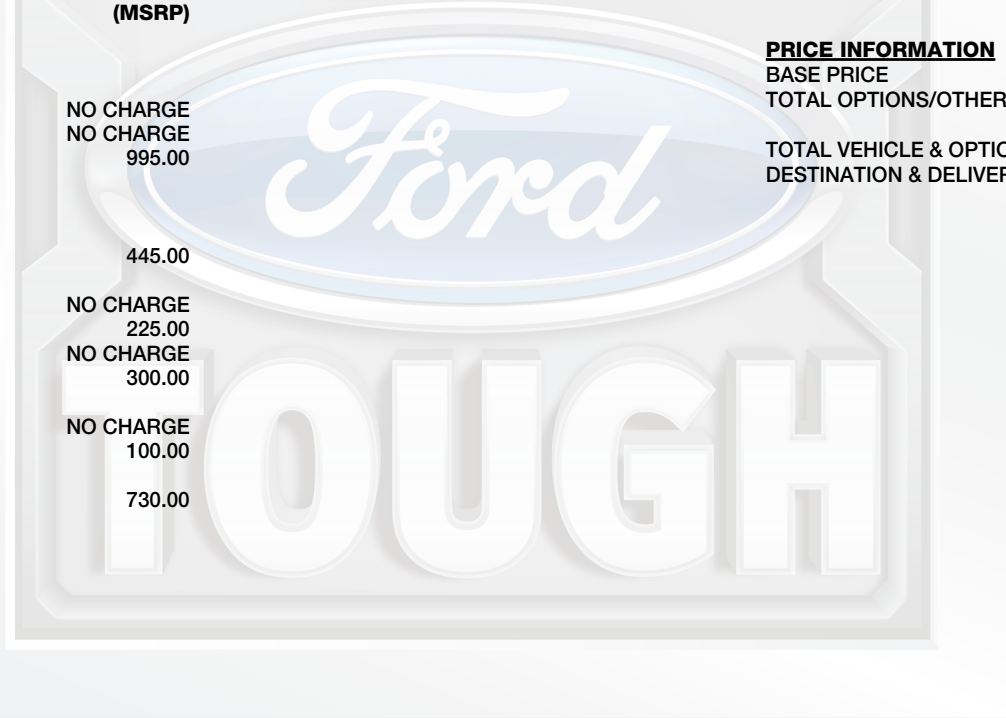 (MSRP)
NO CHARGE
NO CHARGE
995.00
445.00
NO CHARGE
225.00
NO CHARGE
300.00
NO CHARGE
100.00
730.00
PRICE INFORMATION
BASE PRICE
TOTAL OPTIONS/OTHER
TOTAL VEHICLE & OPTIO
DESTINATION & DELIVER
Ford
TOUGH